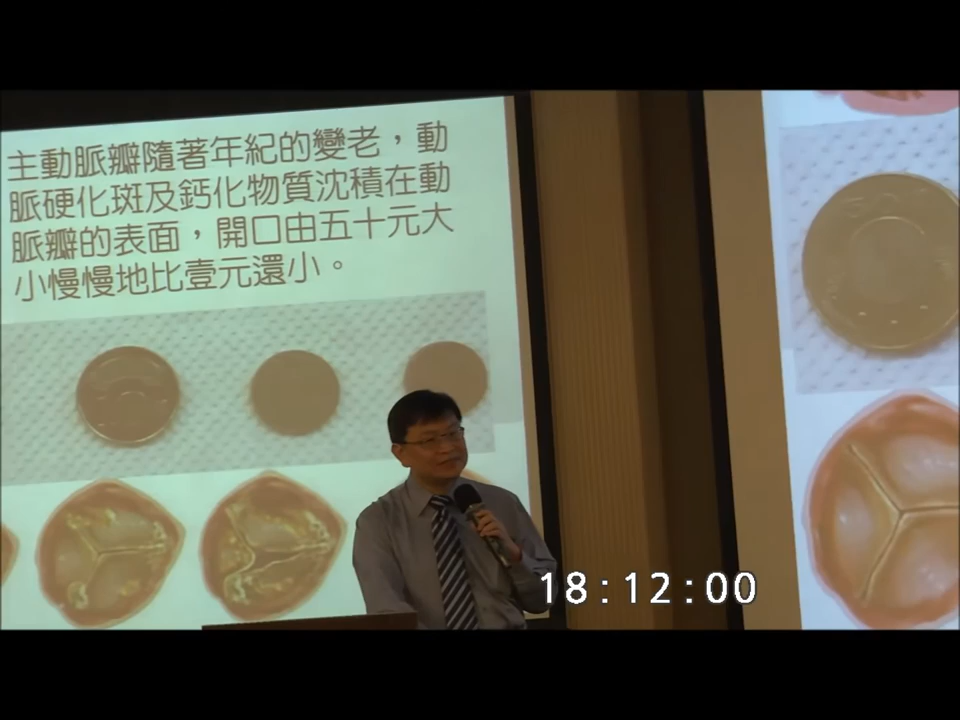 主動脈瓣隨著年紀的變老，動
脈硬化斑及鈣化物質沈積在動
脈瓣的表面，開口由五十元大
小慢慢地比壹元還小。
50
18:12:00